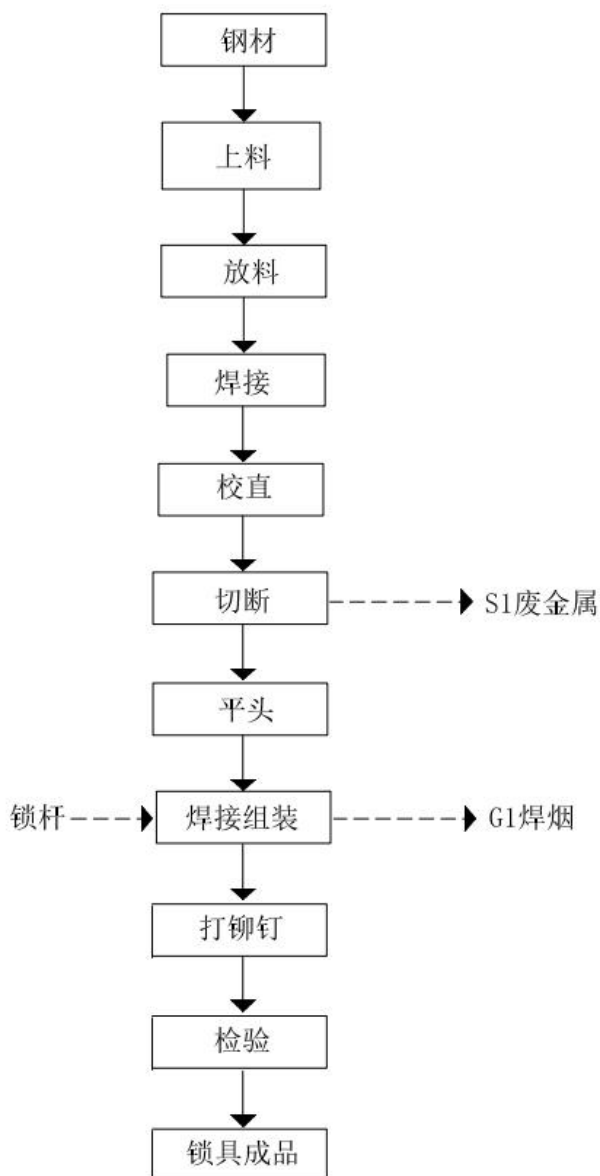 钢材
上料
放料
焊接
校直
切断
S1废金属
平头
锁杆
焊接组装
G1焊烟
打铆钉
检验
锁具成品